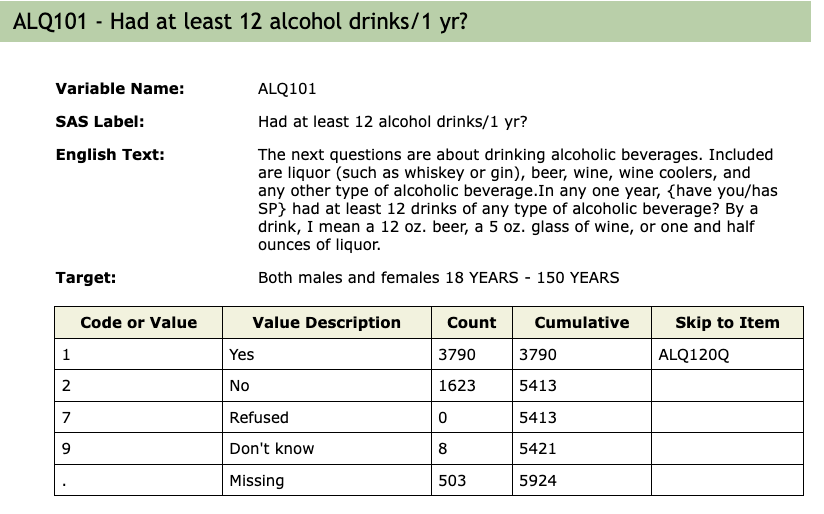 ALQ101 - Had at least 12 alcohol drinks/1 yr?
Variable Name: ALQ101
SAS Label: Had at least 12 alcohol drinks/1 yr?
English Text: The next questions are about drinking alcoholic beverages. Included
are liquor (such as whiskey or gin), beer, wine, wine coolers, and
any other type of alcoholic beverage.In any one year, {have you/has
SP} had at least 12 drinks of any type of alcoholic beverage? By a
drink, I mean a 12 oz. beer, a 5 oz. glass of wine, or one and half
ounces of liquor.
Target: Both males and females 18 YEARS - 150 YEARS
Code or Value Value Description Count Cumulative Skip to Item
1 Yes 3790 3790 ALQ120Q
2 No 1623 5413
7 Refused 0 5413
9 Don't know 8 5421
. Missing 503 5924